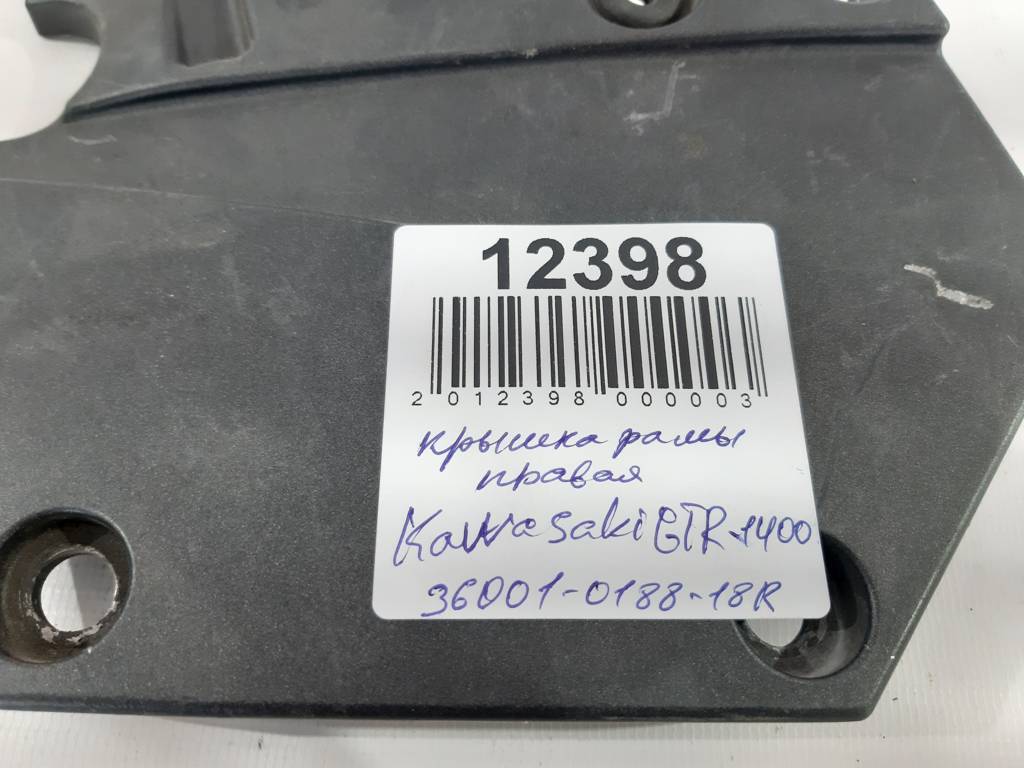 12398
2 012398 000003
крышка рамы
правая
Kawasaki GTR-1400
36001-0188-18R